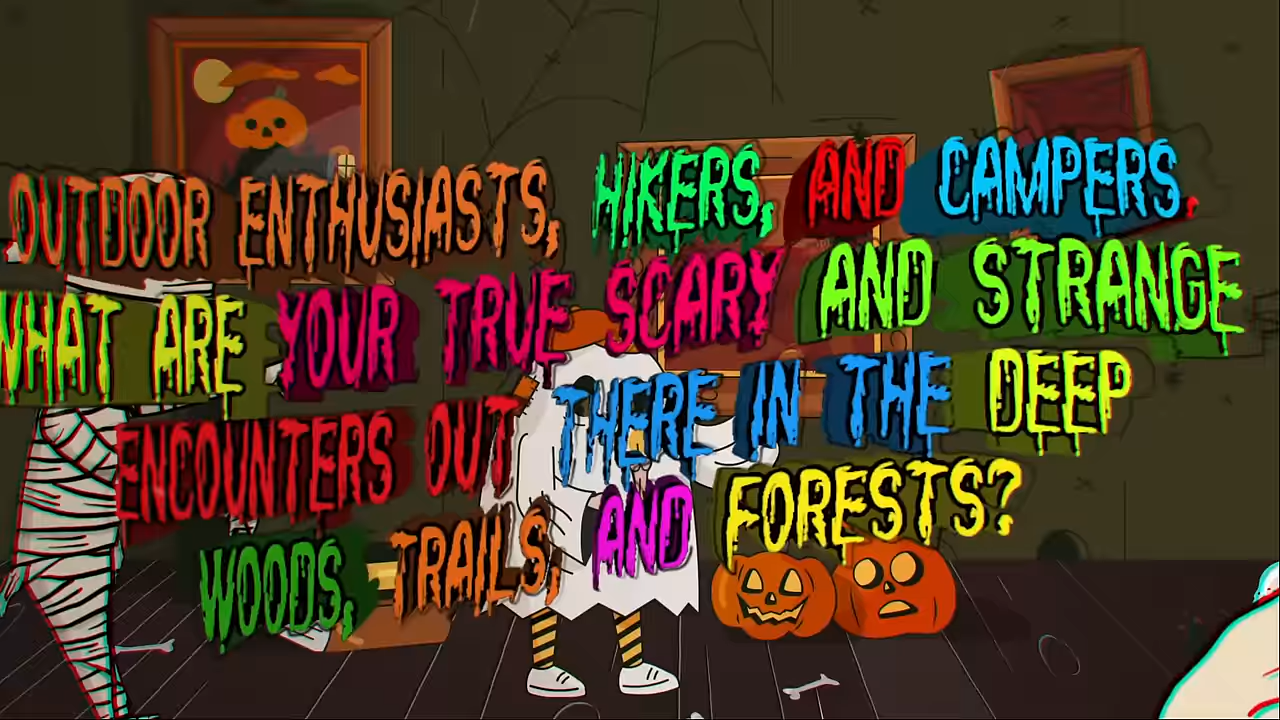 OUTDOOR ENTHUSIASTS, HIKERS, AND CAMPERS,
WHAT ARE YOUR TRUE SCARY AND STRANGE
ENCOUNTERS OUT THERE IN THE DEEP
WOODS, TRAILS, AND FORESTS?